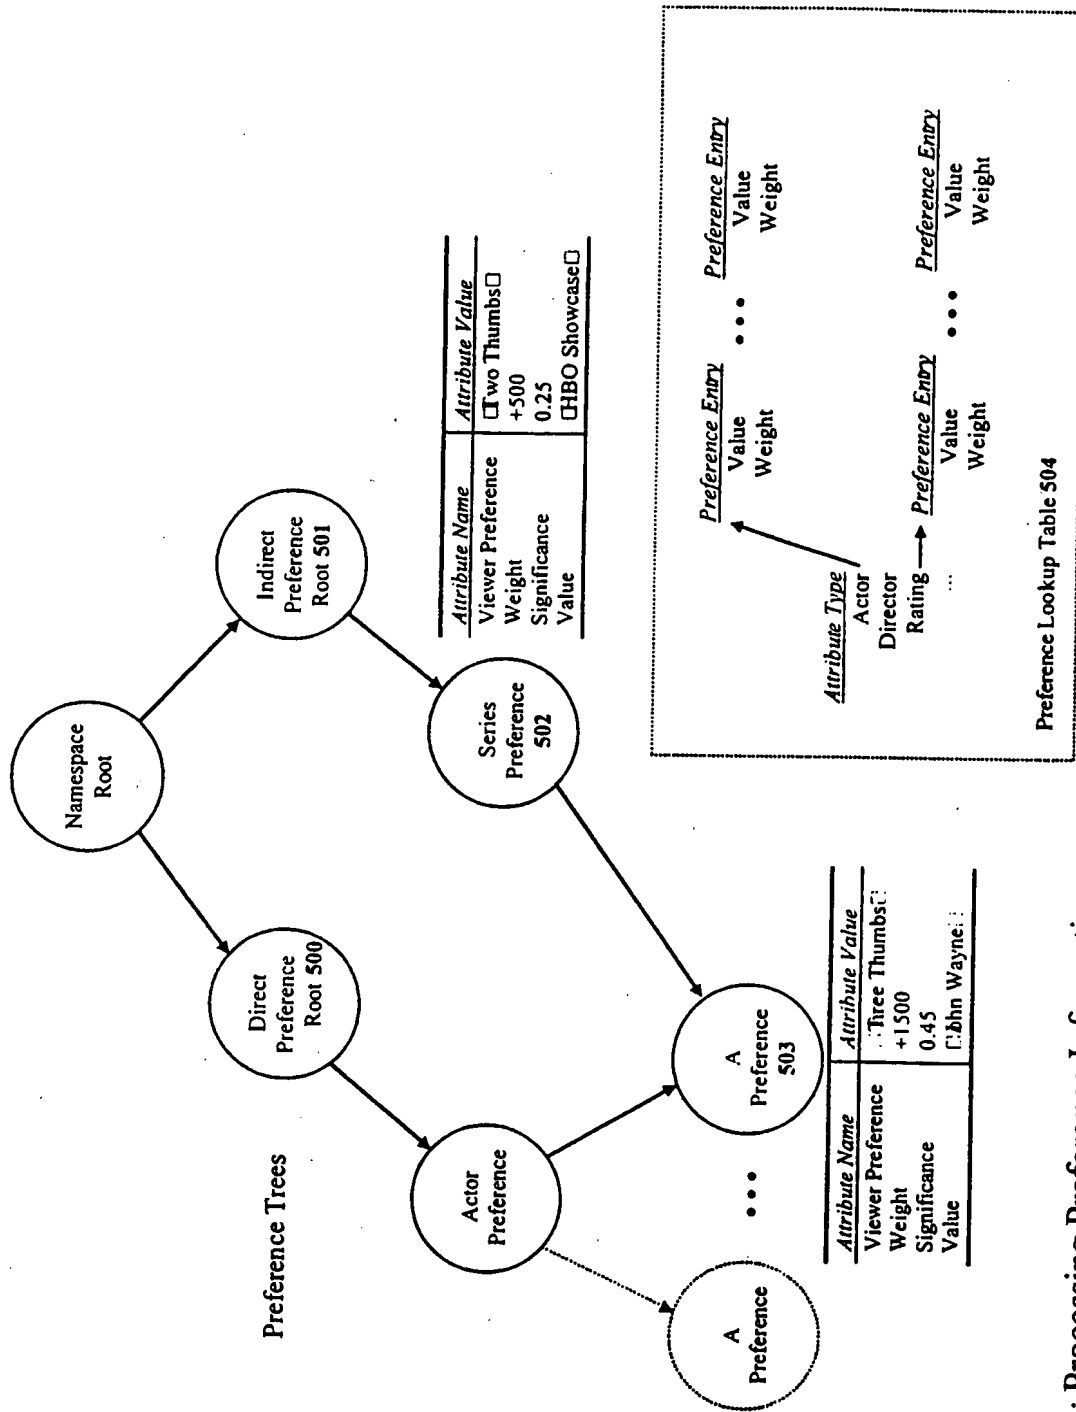 Preference Trees
Namespace
Root
Direct
Preference
Root 500
Indirect
Preference
Root 501
Actor
Preference
Series
Preference
502
A
Preference
• • •
A
Preference
503
Attribute Name Attribute Value
Viewer Preference □Two Thumbs□
Weight +500
Significance 0.25
Value □HBO Showcase□
Attribute Name Attribute Value
Viewer Preference Three Thumbs□
Weight +1500
Significance 0.45
Value Wayne
Attribute Type
Actor
Director
Rating
...
Preference Entry • • • Preference Entry
Value Value
Weight Weight
Preference Entry • • • Preference Entry
Value Value
Weight Weight
Preference Lookup Table 504
: Processing Preference